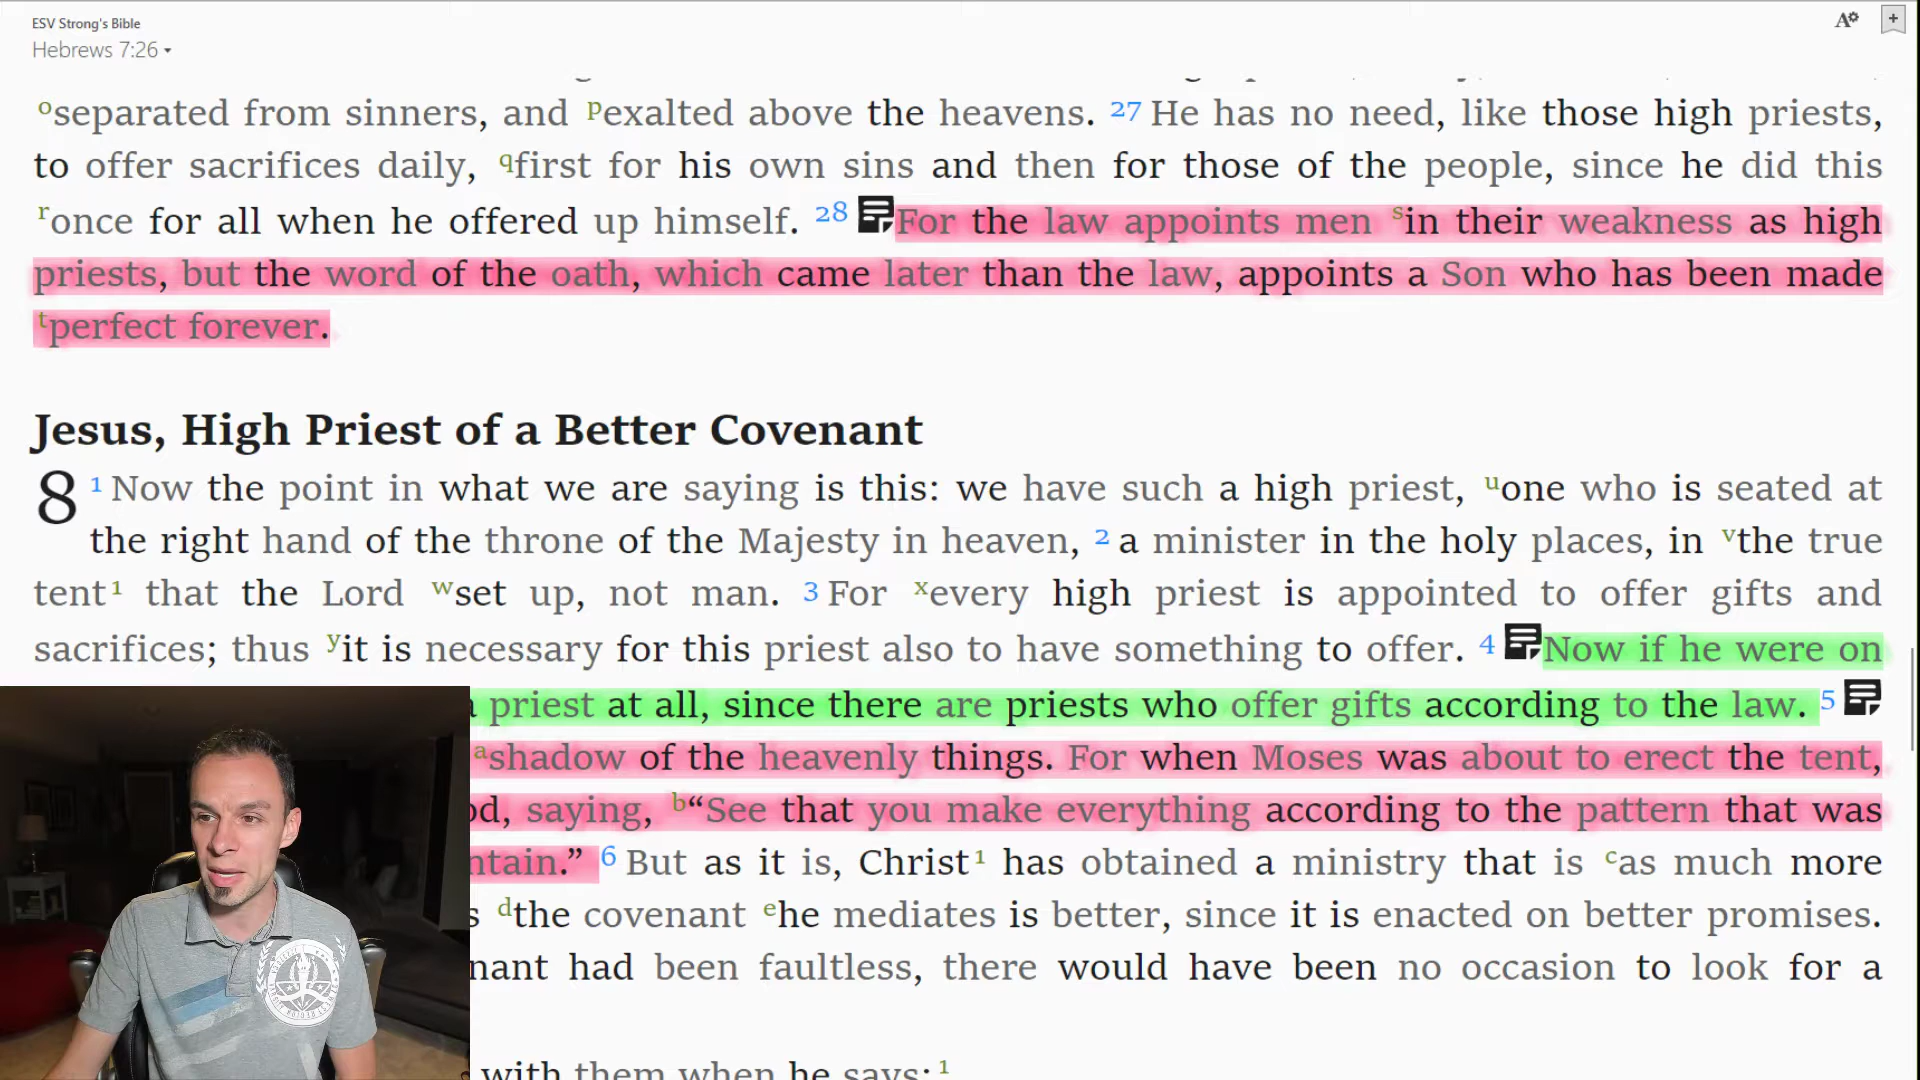 ESV Strong's Bible
Hebrews 7:26
oseparated from sinners, and pexalted above the heavens. 27 He has no need, like those high priests,
to offer sacrifices daily, qfirst for his own sins and then for those of the people, since he did this
ronce for all when he offered up himself. 28 For the law appoints men sin their weakness as high
priests, but the word of the oath, which came later than the law, appoints a Son who has been made
tperfect forever.
Jesus, High Priest of a Better Covenant
8 1 Now the point in what we are saying is this: we have such a high priest, uone who is seated at
the right hand of the throne of the Majesty in heaven, 2 a minister in the holy places, in vthe true
tent1 that the Lord wset up, not man. 3 For xevery high priest is appointed to offer gifts and
sacrifices; thus yit is necessary for this priest also to have something to offer. 4 Now if he were on
priest at all, since there are priests who offer gifts according to the law. 5
ashadow of the heavenly things. For when Moses was about to erect the tent,
od, saying, b“See that you make everything according to the pattern that was
ntain.” 6 But as it is, Christ1 has obtained a ministry that is cas much more
s dthe covenant ehe mediates is better, since it is enacted on better promises.
nant had been faultless, there would have been no occasion to look for a
with them when he says:1